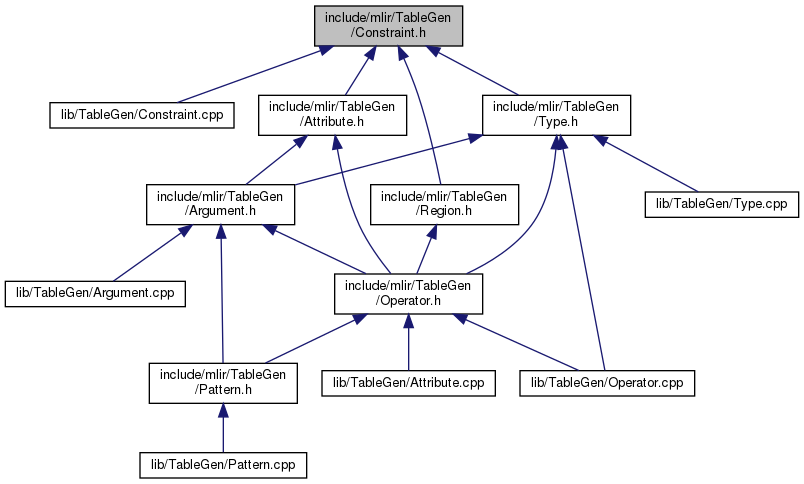 include/mlir/TableGen
/Constraint.h
lib/TableGen/Constraint.cpp
include/mlir/TableGen
/Attribute.h
include/mlir/TableGen
/Type.h
include/mlir/TableGen
/Argument.h
include/mlir/TableGen
/Region.h
lib/TableGen/Type.cpp
lib/TableGen/Argument.cpp
include/mlir/TableGen
/Operator.h
include/mlir/TableGen
/Pattern.h
lib/TableGen/Attribute.cpp
lib/TableGen/Operator.cpp
lib/TableGen/Pattern.cpp